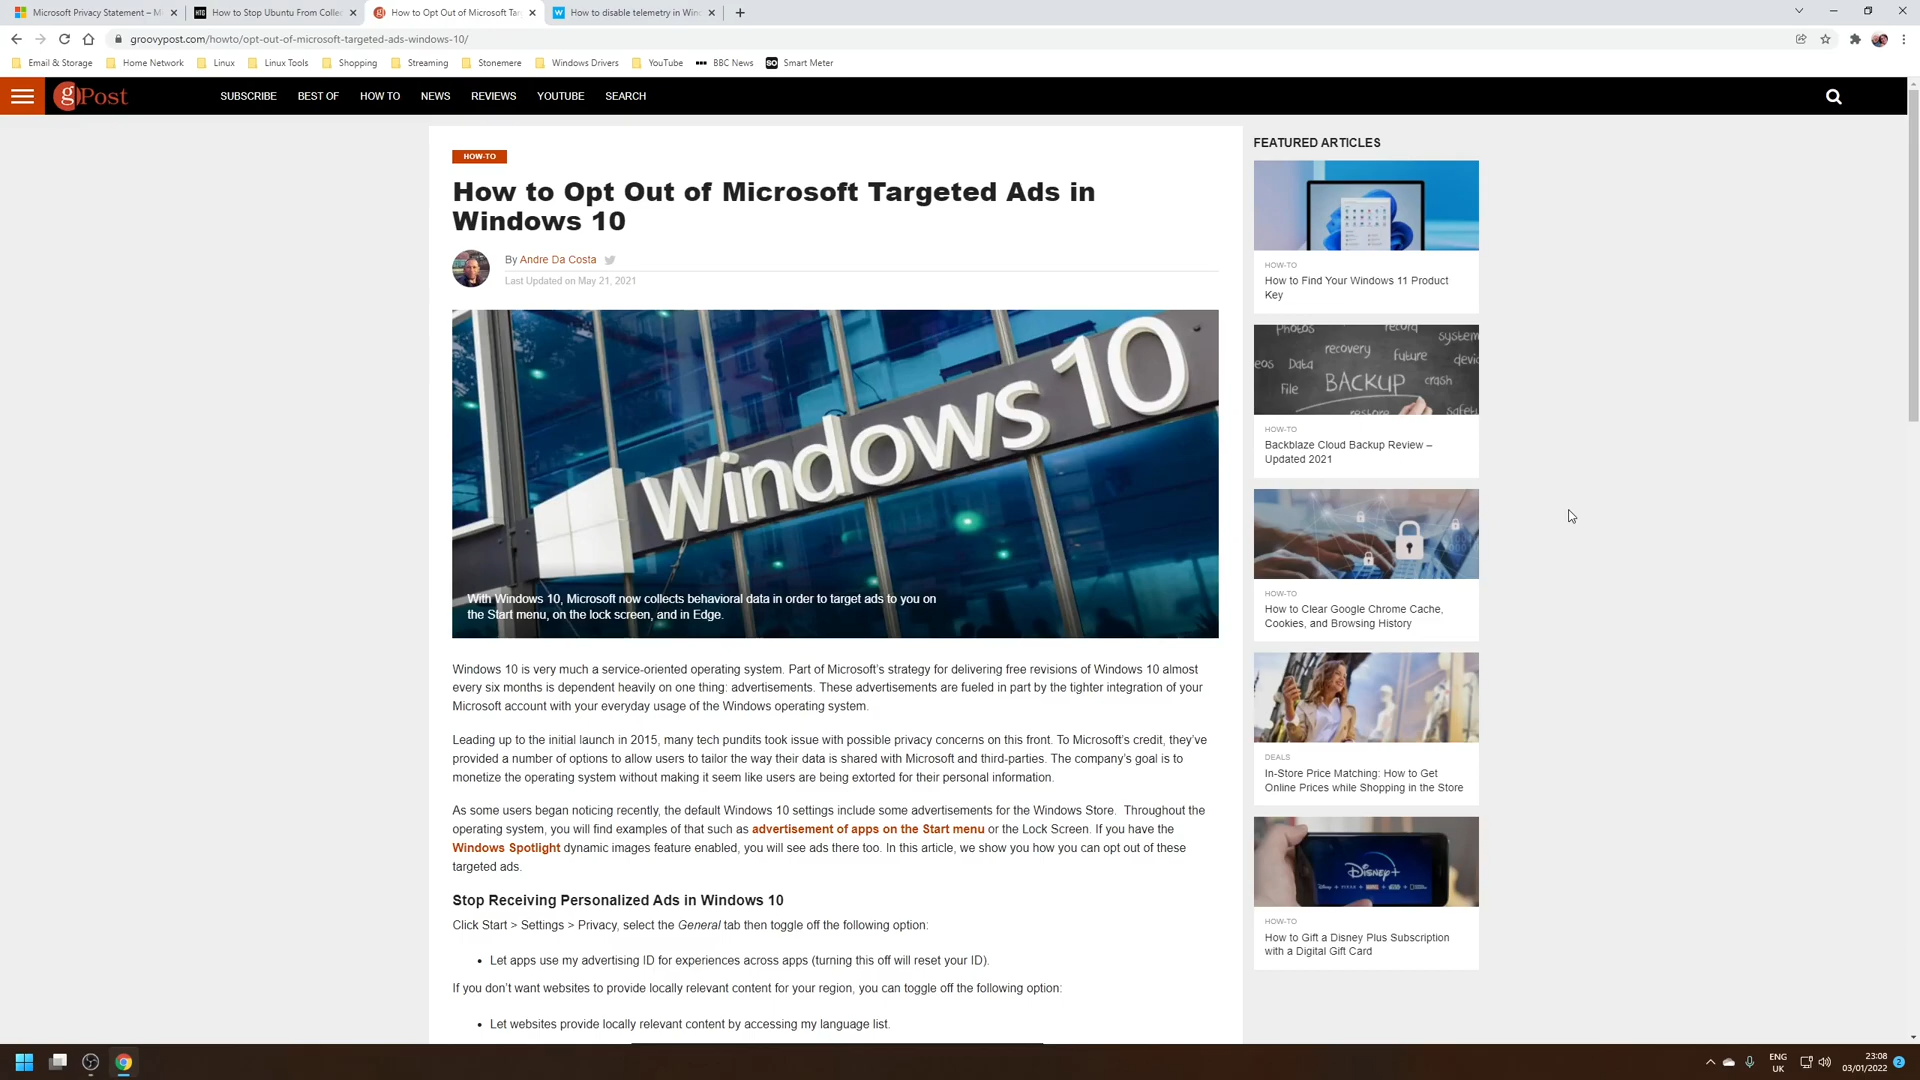 Microsoft Privacy Statement – M
How to Stop Ubuntu From Collec
How to Opt Out of Microsoft Tar
How to disable telemetry in Winc
groovypost.com/howto/opt-out-of-microsoft-targeted-ads-windows-10/
Email & Storage
Home Network
Linux
Linux Tools
Shopping
Streaming
Stonemere
Windows Drivers
YouTube
BBC News
Smart Meter
gPost
SUBSCRIBE
BEST OF
HOW TO
NEWS
REVIEWS
YOUTUBE
SEARCH
HOW-TO
How to Opt Out of Microsoft Targeted Ads in
Windows 10
By Andre Da Costa
Last Updated on May 21, 2021
Windows 10
With Windows 10, Microsoft now collects behavioral data in order to target ads to you on
the Start menu, on the lock screen, and in Edge.
Windows 10 is very much a service-oriented operating system. Part of Microsoft's strategy for delivering free revisions of Windows 10 almost
every six months is dependent heavily on one thing: advertisements. These advertisements are fueled in part by the tighter integration of your
Microsoft account with your everyday usage of the Windows operating system.
Leading up to the initial launch in 2015, many tech pundits took issue with possible privacy concerns on this front. To Microsoft's credit, they've
provided a number of options to allow users to tailor the way their data is shared with Microsoft and third-parties. The company's goal is to
monetize the operating system without making it seem like users are being extorted for their personal information.
As some users began noticing recently, the default Windows 10 settings include some advertisements for the Windows Store. Throughout the
operating system, you will find examples of that such as advertisement of apps on the Start menu or the Lock Screen. If you have the
Windows Spotlight dynamic images feature enabled, you will see ads there too. In this article, we show you how you can opt out of these
targeted ads.
Stop Receiving Personalized Ads in Windows 10
Click Start > Settings > Privacy, select the General tab then toggle off the following option:
• Let apps use my advertising ID for experiences across apps (turning this off will reset your ID).
If you don't want websites to provide locally relevant content for your region, you can toggle off the following option:
• Let websites provide locally relevant content by accessing my language list.
FEATURED ARTICLES
HOW-TO
How to Find Your Windows 11 Product
Key
Photos record system
recovery future devic
eos Data
File BACKUP crash
restore safet
HOW-TO
Backblaze Cloud Backup Review –
Updated 2021
HOW-TO
How to Clear Google Chrome Cache,
Cookies, and Browsing History
DEALS
In-Store Price Matching: How to Get
Online Prices while Shopping in the Store
Disney+
HOW-TO
How to Gift a Disney Plus Subscription
with a Digital Gift Card
ENG
UK
23:08
03/01/2022
2